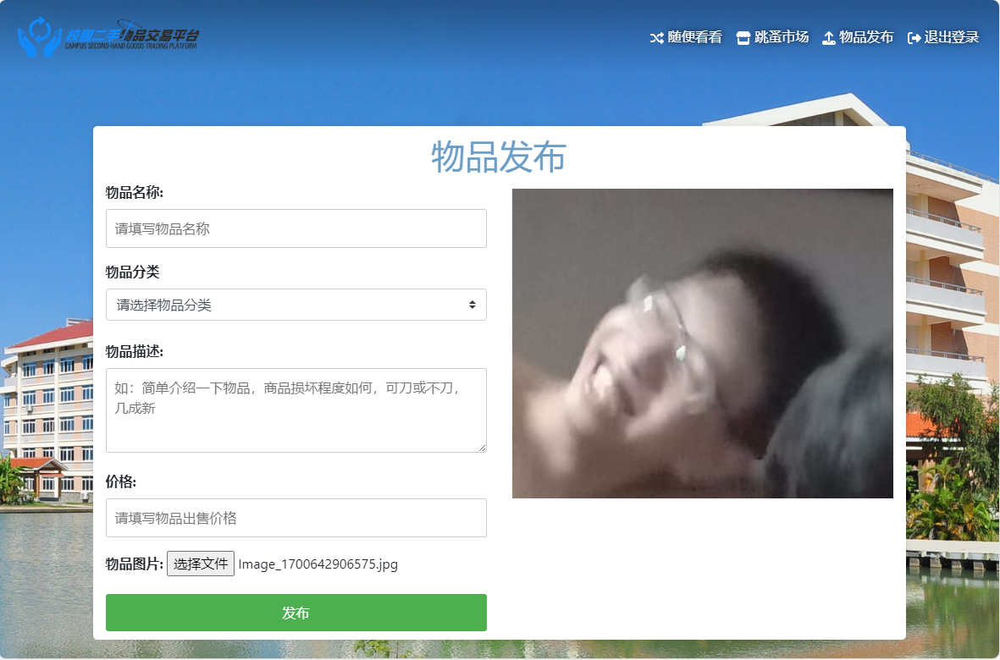 校园二手物品交易平台
CAMPUS SECOND-HAND GOODS TRADING PLATFORM
随便看看 跳蚤市场 物品发布 退出登录
物品发布
物品名称:
请填写物品名称
物品分类
请选择物品分类
物品描述:
如：简单介绍一下物品，商品损坏程度如何，可刀或不刀，
几成新
价格:
请填写物品出售价格
物品图片: 选择文件 Image_1700642906575.jpg
发布